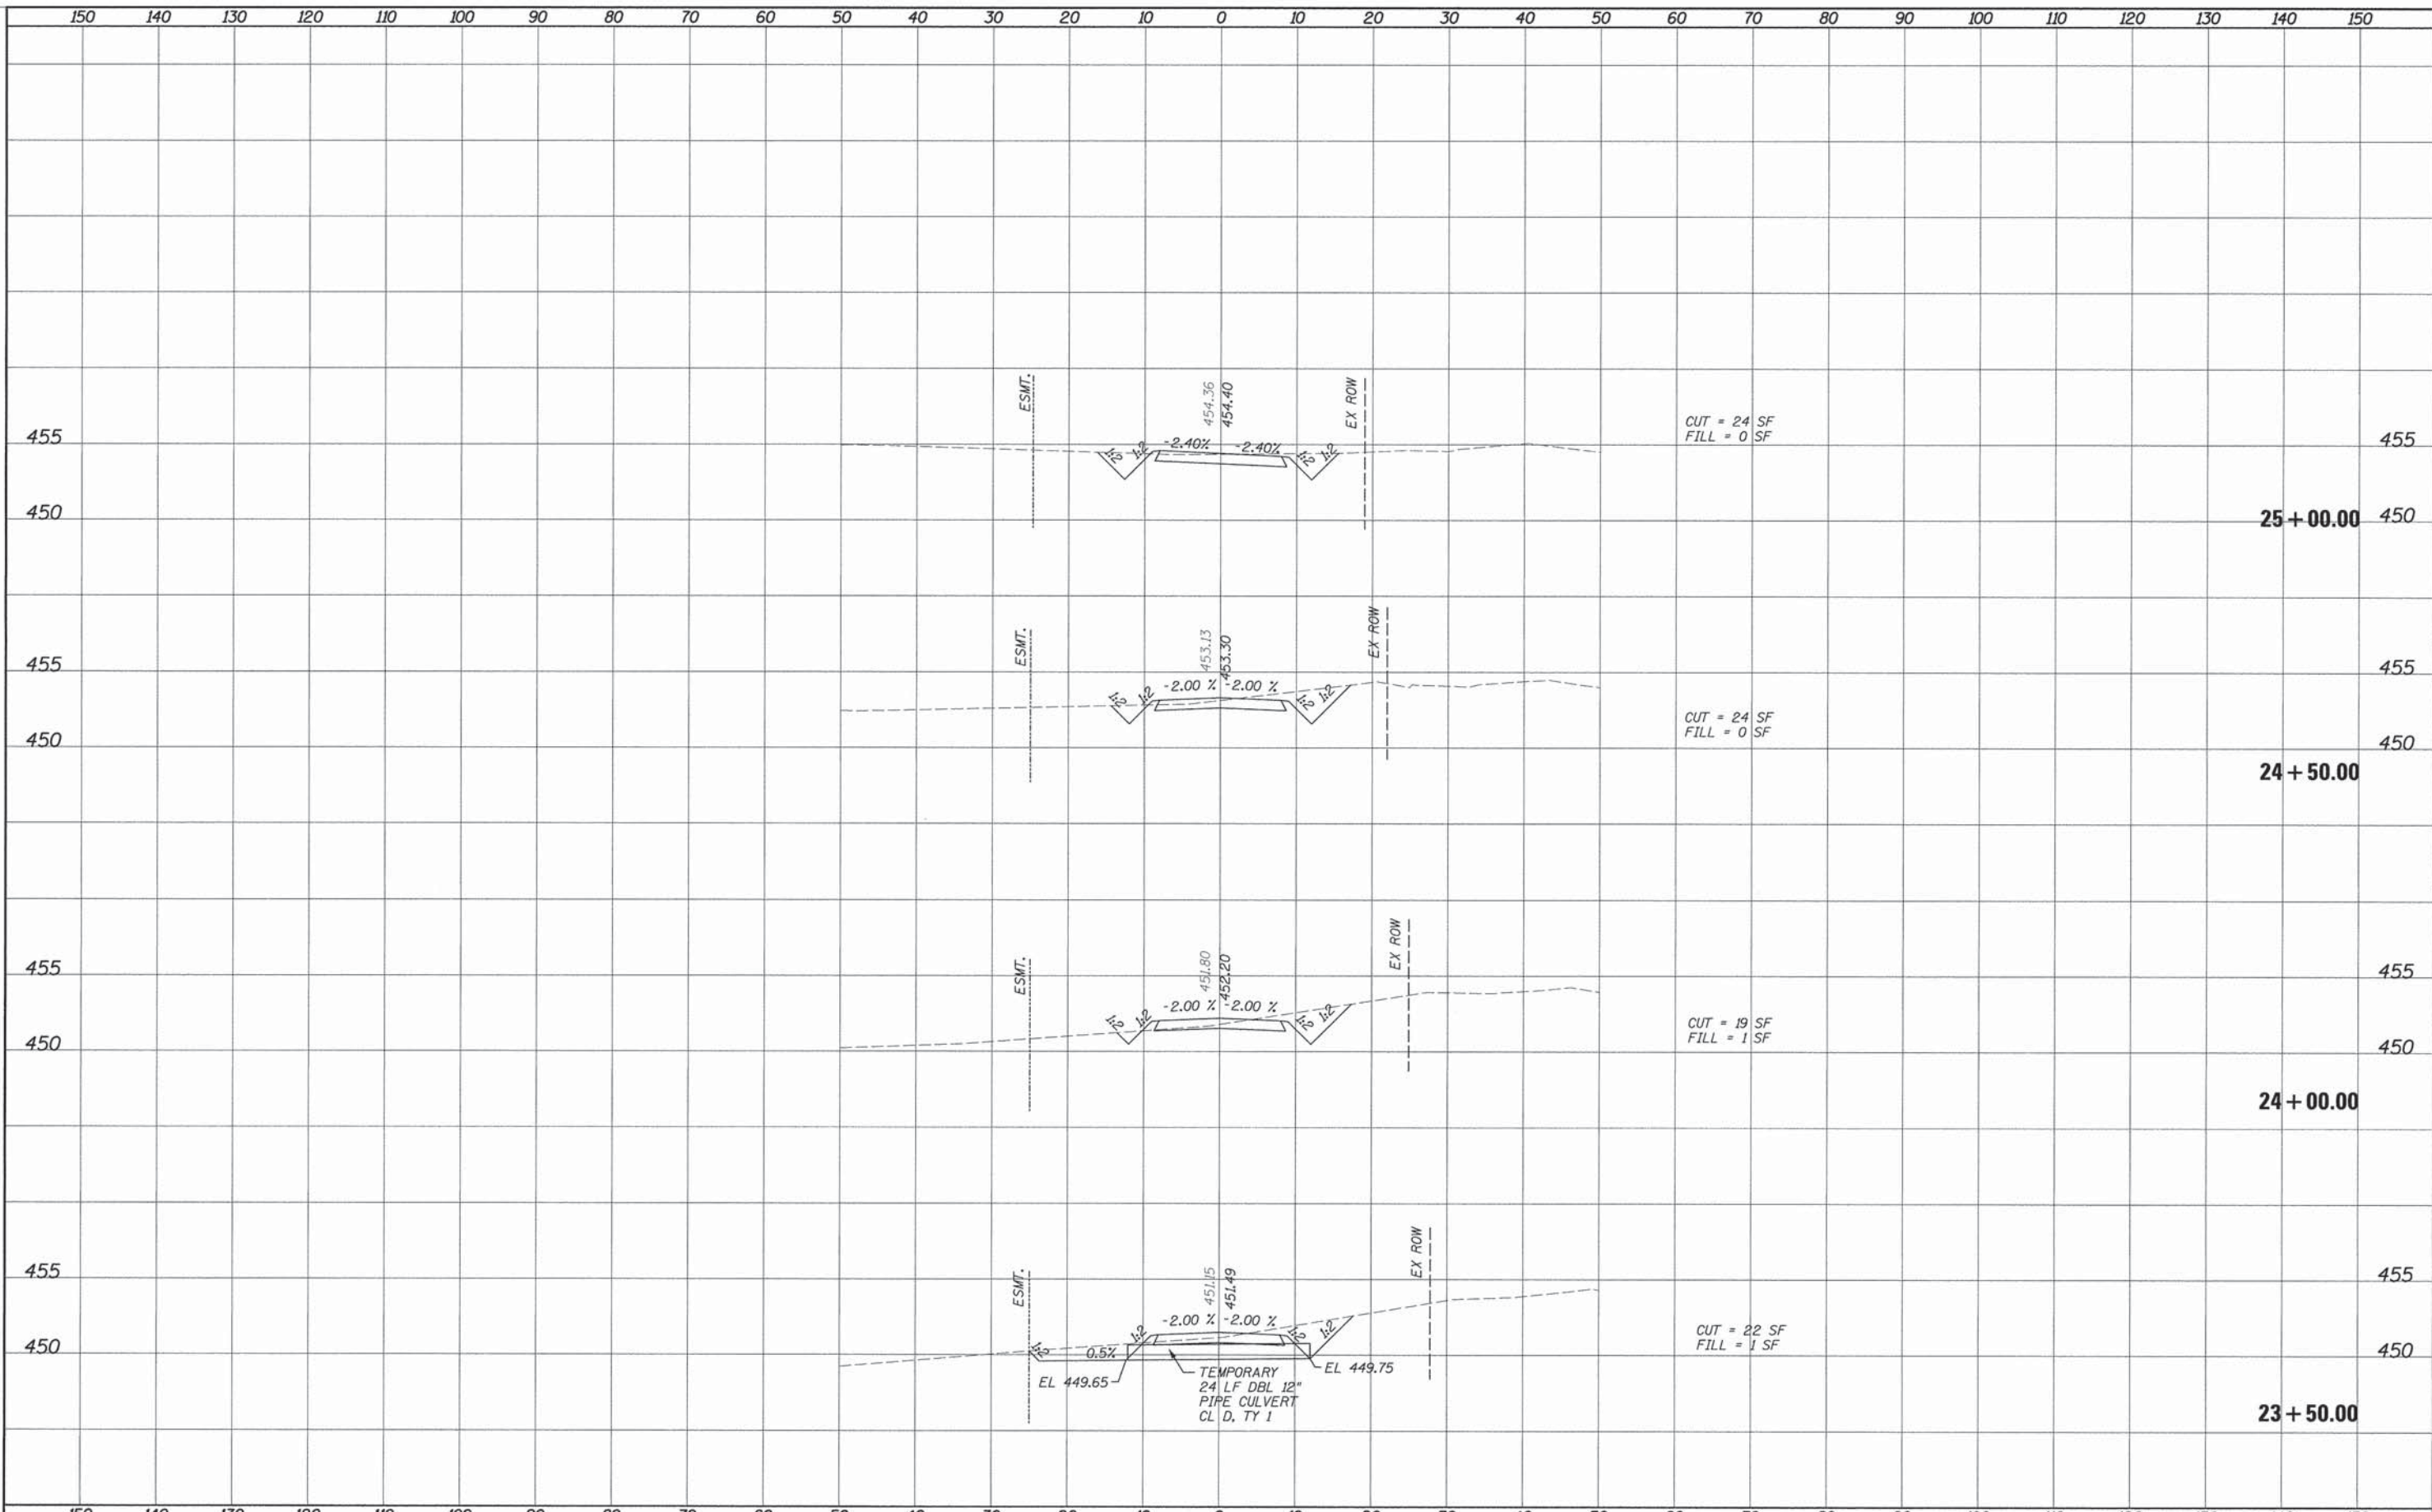 150 140 130 120 110 100 90 80 70 60 50 40 30 20 10 0 10 20 30 40 50 60 70 80 90 100 110 120 130 140 150
ESMT.
454.36
454.40
EX ROW
CUT = 24 SF
FILL = 0 SF
455
455
1:2
1:2
-2.40%
-2.40%
1:2
1:2
450
25+00.00
450
ESMT.
453.13
453.30
EX ROW
455
455
1:2
1:2
-2.00 %
-2.00 %
1:2
1:2
CUT = 24 SF
FILL = 0 SF
450
450
24+50.00
ESMT.
451.80
452.20
EX ROW
455
455
1:2
1:2
-2.00 %
-2.00 %
1:2
1:2
CUT = 19 SF
FILL = 1 SF
450
450
24+00.00
ESMT.
451.15
451.49
EX ROW
455
455
1:2
-2.00 %
-2.00 %
1:2
1:2
CUT = 22 SF
FILL = 1 SF
450
1:2
0.5%
450
EL 449.65
EL 449.75
TEMPORARY
24 LF DBL 12"
PIPE CULVERT
CL D, TY 1
23+50.00